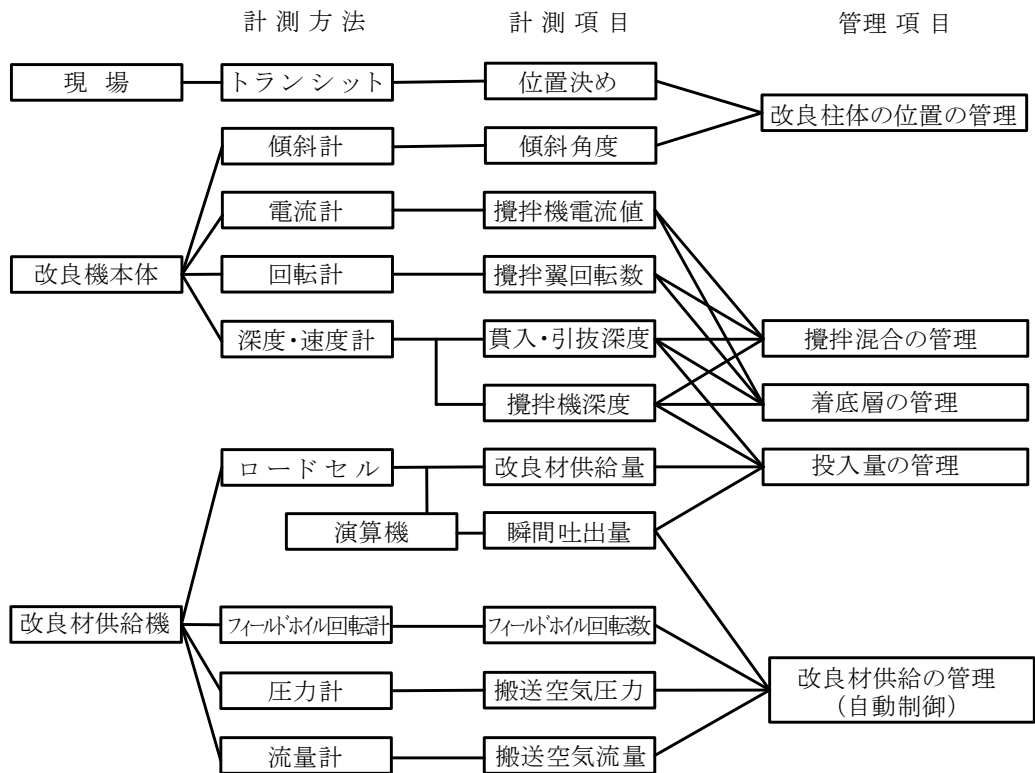 計測方法 計測項目 管理項目
現場 トランシット 位置決め
改良柱体の位置の管理
傾斜計 傾斜角度
電流計 攪拌機電流値
改良機本体 回転計 攪拌翼回転数
深度・速度計 貫入・引抜深度 攪拌混合の管理
攪拌機深度 着底層の管理
ロードセル 改良材供給量 投入量の管理
演算機 瞬間吐出量
改良材供給機 フィールドホイル回転計 フィールドホイル回転数
圧力計 搬送空気圧力 改良材供給の管理
（自動制御）
流量計 搬送空気流量